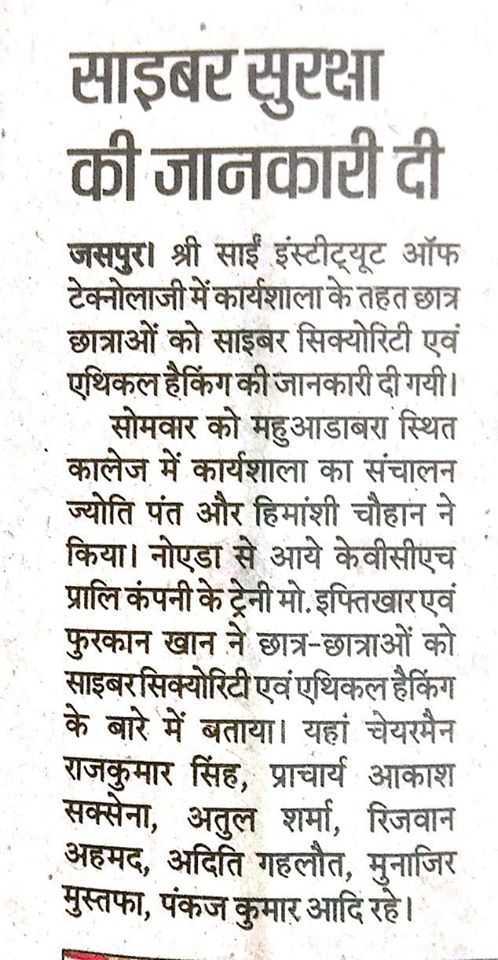 साइबर सुरक्षा
की जानकारी दी
जसपुर। श्री साईं इंस्टीट्यूट ऑफ
टेक्नोलाजी में कार्यशाला के तहत छात्र
छात्राओं को साइबर सिक्योरिटी एवं
एथिकल हैकिंग की जानकारी दी गयी।
सोमवार को महुआडाबरा स्थित
कालेज में कार्यशाला का संचालन
ज्योति पंत और हिमांशी चौहान ने
किया। नोएडा से आये केवीसीएच
प्रालि कंपनी के ट्रेनी मो. इफ्तिखार एवं
फुरकान खान ने छात्र-छात्राओं को
साइबर सिक्योरिटी एवं एथिकल हैकिंग
के बारे में बताया। यहां चेयरमैन
राजकुमार सिंह, प्राचार्य आकाश
सक्सेना, अतुल शर्मा, रिजवान
अहमद, अदिति गहलौत, मुनाजिर
मुस्तफा, पंकज कुमार आदि रहे।